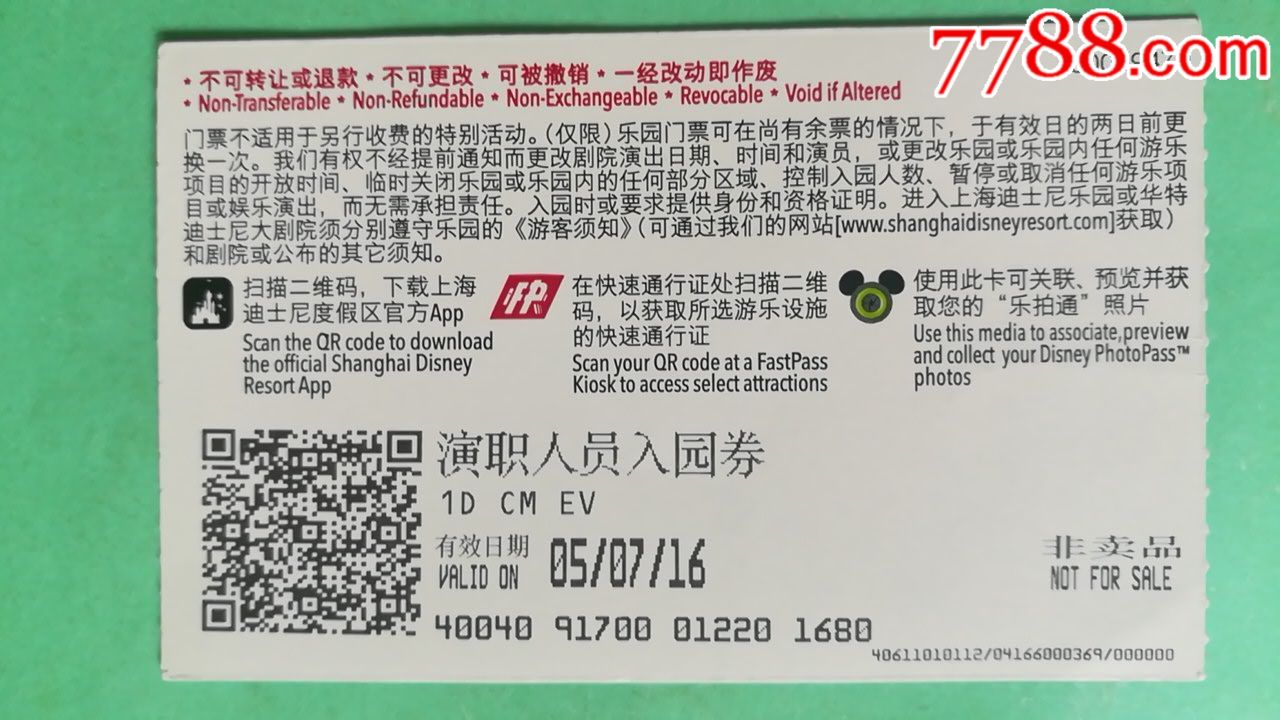 7788.com
* 不可转让或退款 * 不可更改 * 可被撤销 * 一经改动即作废
* Non-Transferable * Non-Refundable * Non-Exchangeable * Revocable * Void if Altered
门票不适用于另行收费的特别活动。（仅限）乐园门票可在尚有余票的情况下，于有效日的两日前更
换一次。我们有权不经提前通知而更改剧院演出日期、时间和演员，或更改乐园或乐园内任何游乐
项目的开放时间、临时关闭乐园或乐园内的任何部分区域、控制入园人数、暂停或取消任何游乐项
目或娱乐演出，而无需承担责任。入园时或要求提供身份和资格证明。进入上海迪士尼乐园或华特
迪士尼大剧院须分别遵守乐园的《游客须知》（可通过我们的网站[www.shanghaidisneyresort.com]获取）
和剧院或公布的其它须知。
扫描二维码，下载上海
迪士尼度假区官方App
Scan the QR code to download
the official Shanghai Disney
Resort App
FP
在快速通行证处扫描二维
码，以获取所选游乐设施
的快速通行证
Scan your QR code at a FastPass
Kiosk to access select attractions
使用此卡可关联、预览并获
取您的“乐拍通”照片
Use this media to associate,preview
and collect your Disney PhotoPass™
photos
演职人员入园券
1D CM EV
有效日期
VALID ON 05/07/16
非卖品
NOT FOR SALE
40040 91700 01220 1680
40611010112/04166000369/000000